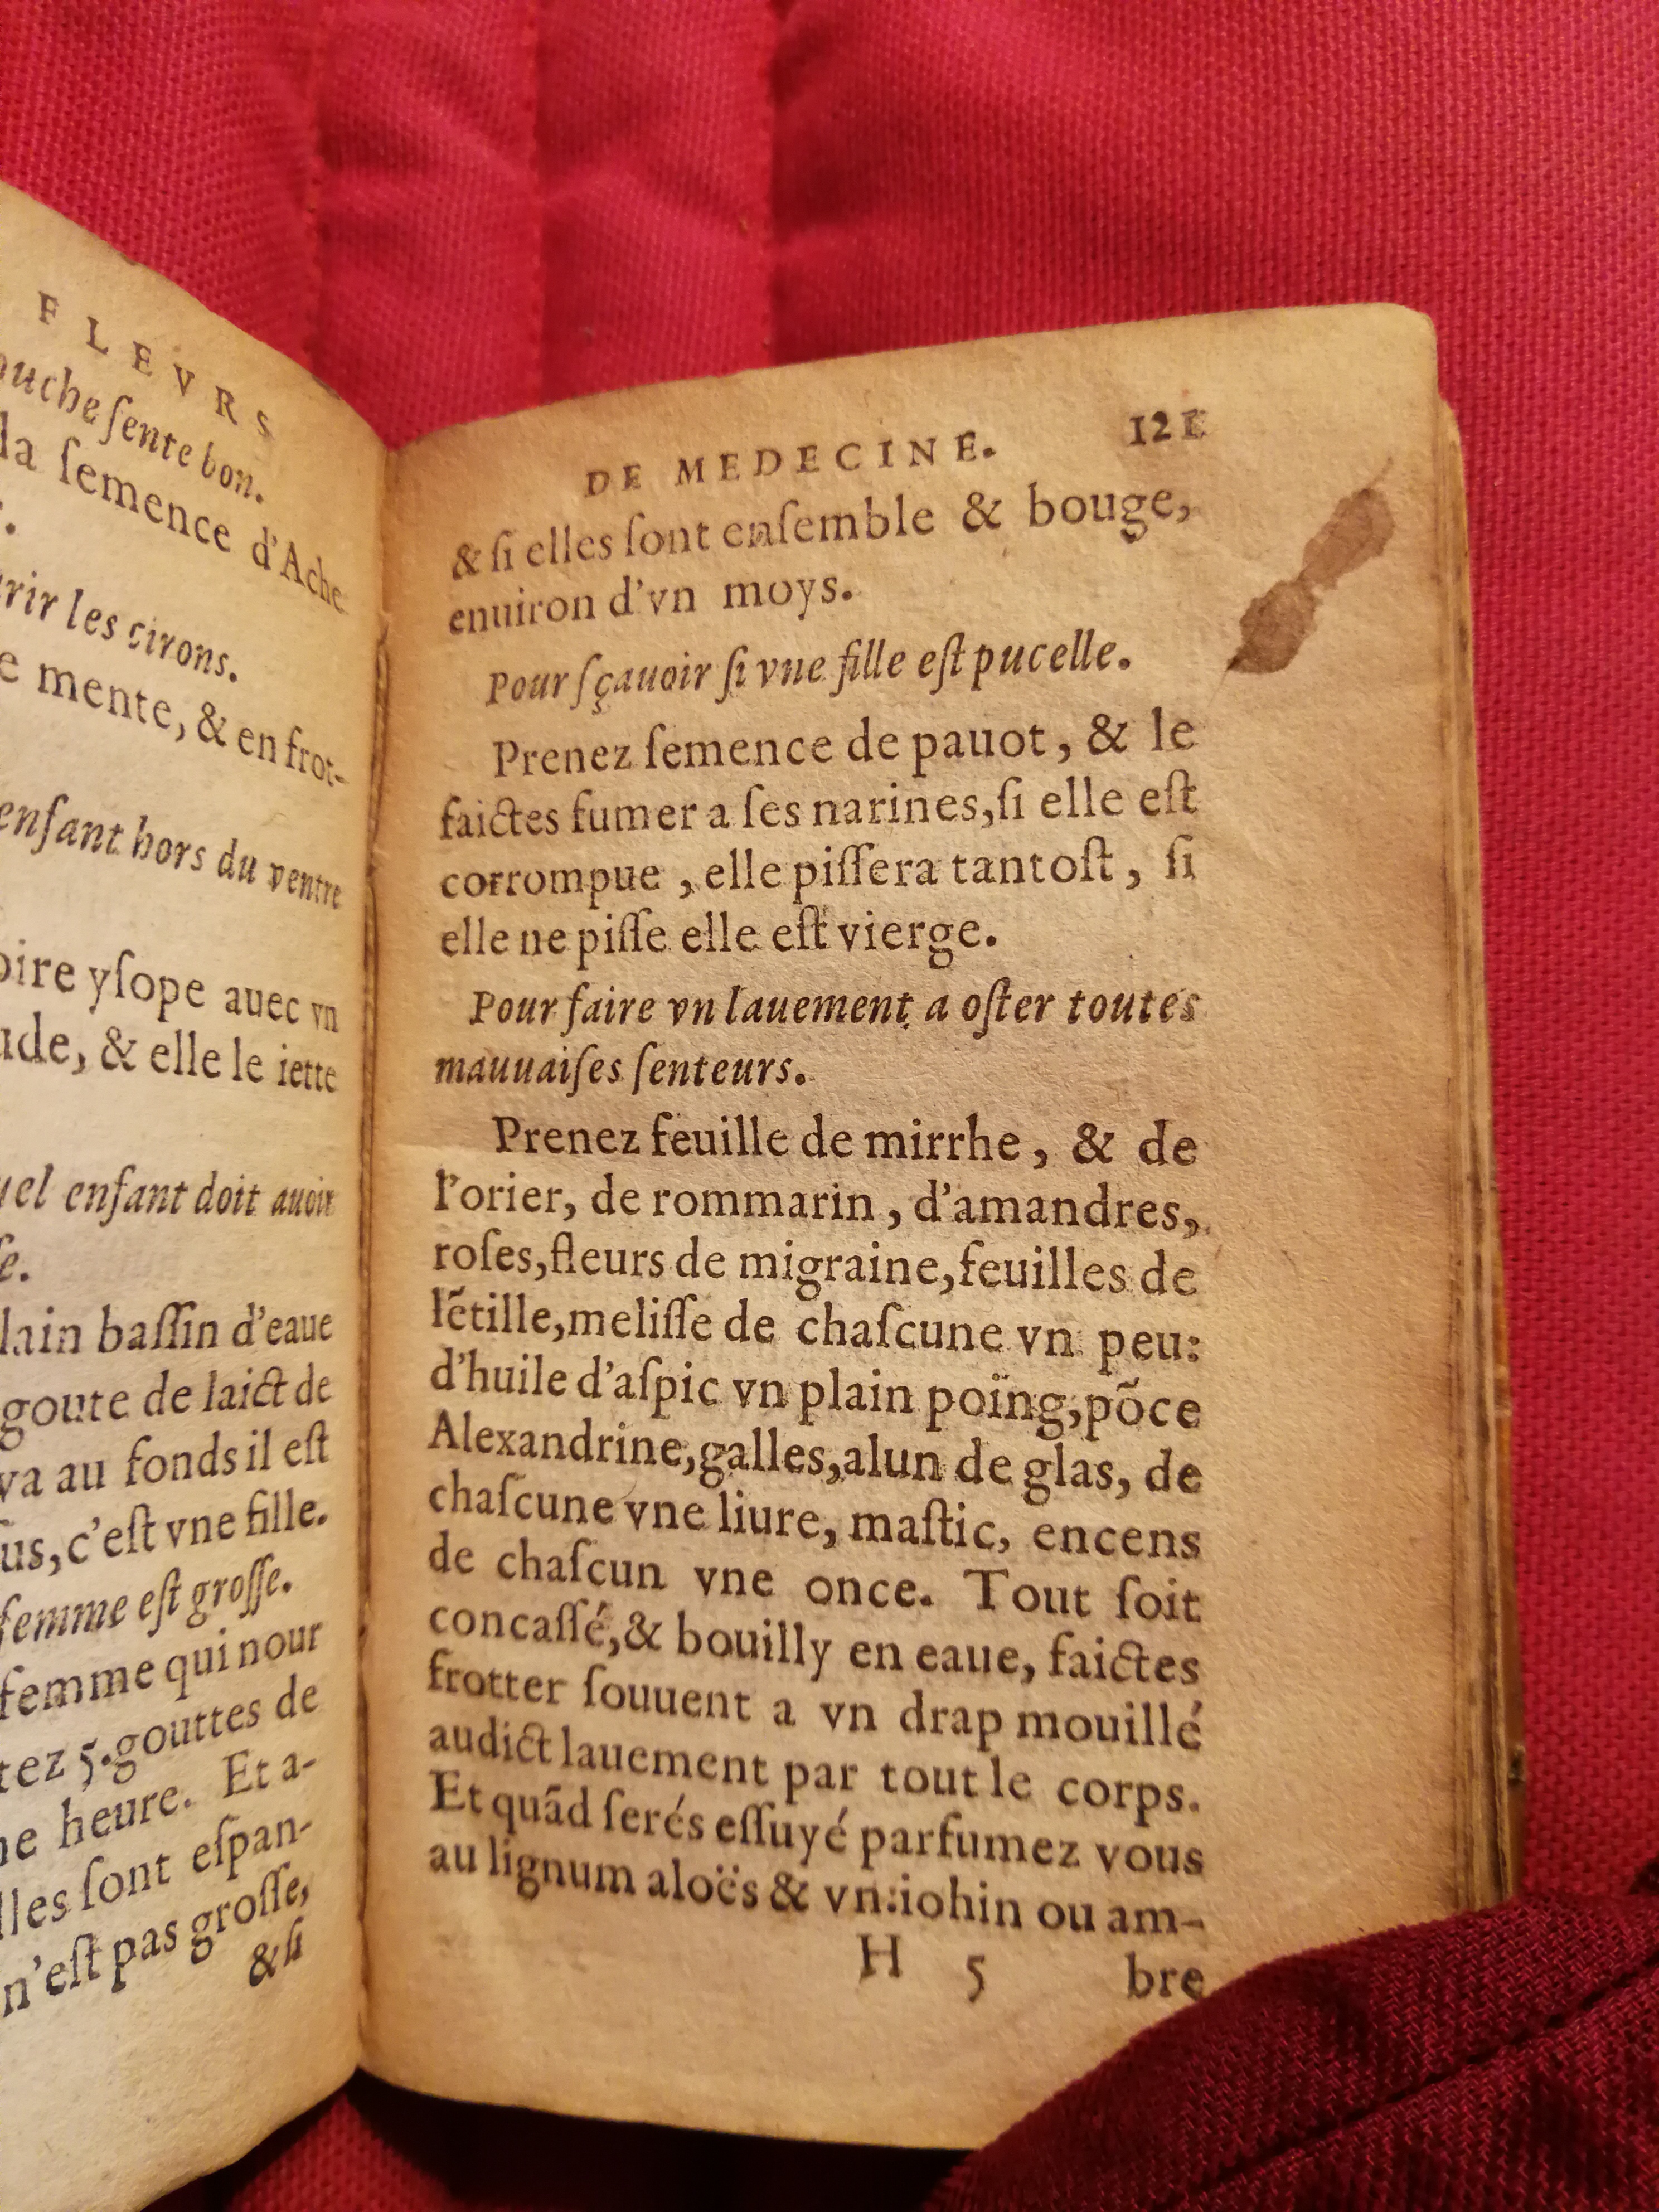 FLEVRS
ouche ſente bon.
la ſemence d'Ache
rir les cirons.
e mente, & en frot-
enfant hors du ventre
oire yſope auec vn
ude, & elle le iette
uel enfant doit auoir
ſe.
lain baſſin d'eaue
goute de laict de
va au fonds il eſt
us, c'eſt vne fille.
femme eſt groſſe.
femme qui nour
tez 5. gouttes de
ne heure. Et a-
lles ſont eſpan-
n'eſt pas groſſe,
& ſi
DE MEDECINE. 121
& ſi elles ſont enſemble & bouge,
enuiron d'vn moys.
Pour ſçauoir ſi vne fille eſt pucelle.
Prenez ſemence de pauot, & le
faictes fumer a ſes narines, ſi elle eſt
corrompue, elle piſſera tantoſt, ſi
elle ne piſſe elle eſt vierge.
Pour faire vn lauement a oſter toutes
mauuaiſes ſenteurs.
Prenez feuille de mirrhe, & de
l'orier, de rommarin, d'amandres,
roſes, fleurs de migraine, feuilles de
lẽtille, meliſſe de chaſcune vn peu:
d'huile d'aſpic vn plain poïng, põce
Alexandrine, galles, alun de glas, de
chaſcune vne liure, maſtic, encens
de chaſcun vne once. Tout ſoit
concaſſé, & bouilly en eaue, faictes
frotter ſouuent a vn drap mouillé
audict lauement par tout le corps.
Et quãd ſerés eſſuyé parfumez vous
au lignum aloës & vn: iohin ou am-
H 5 bre